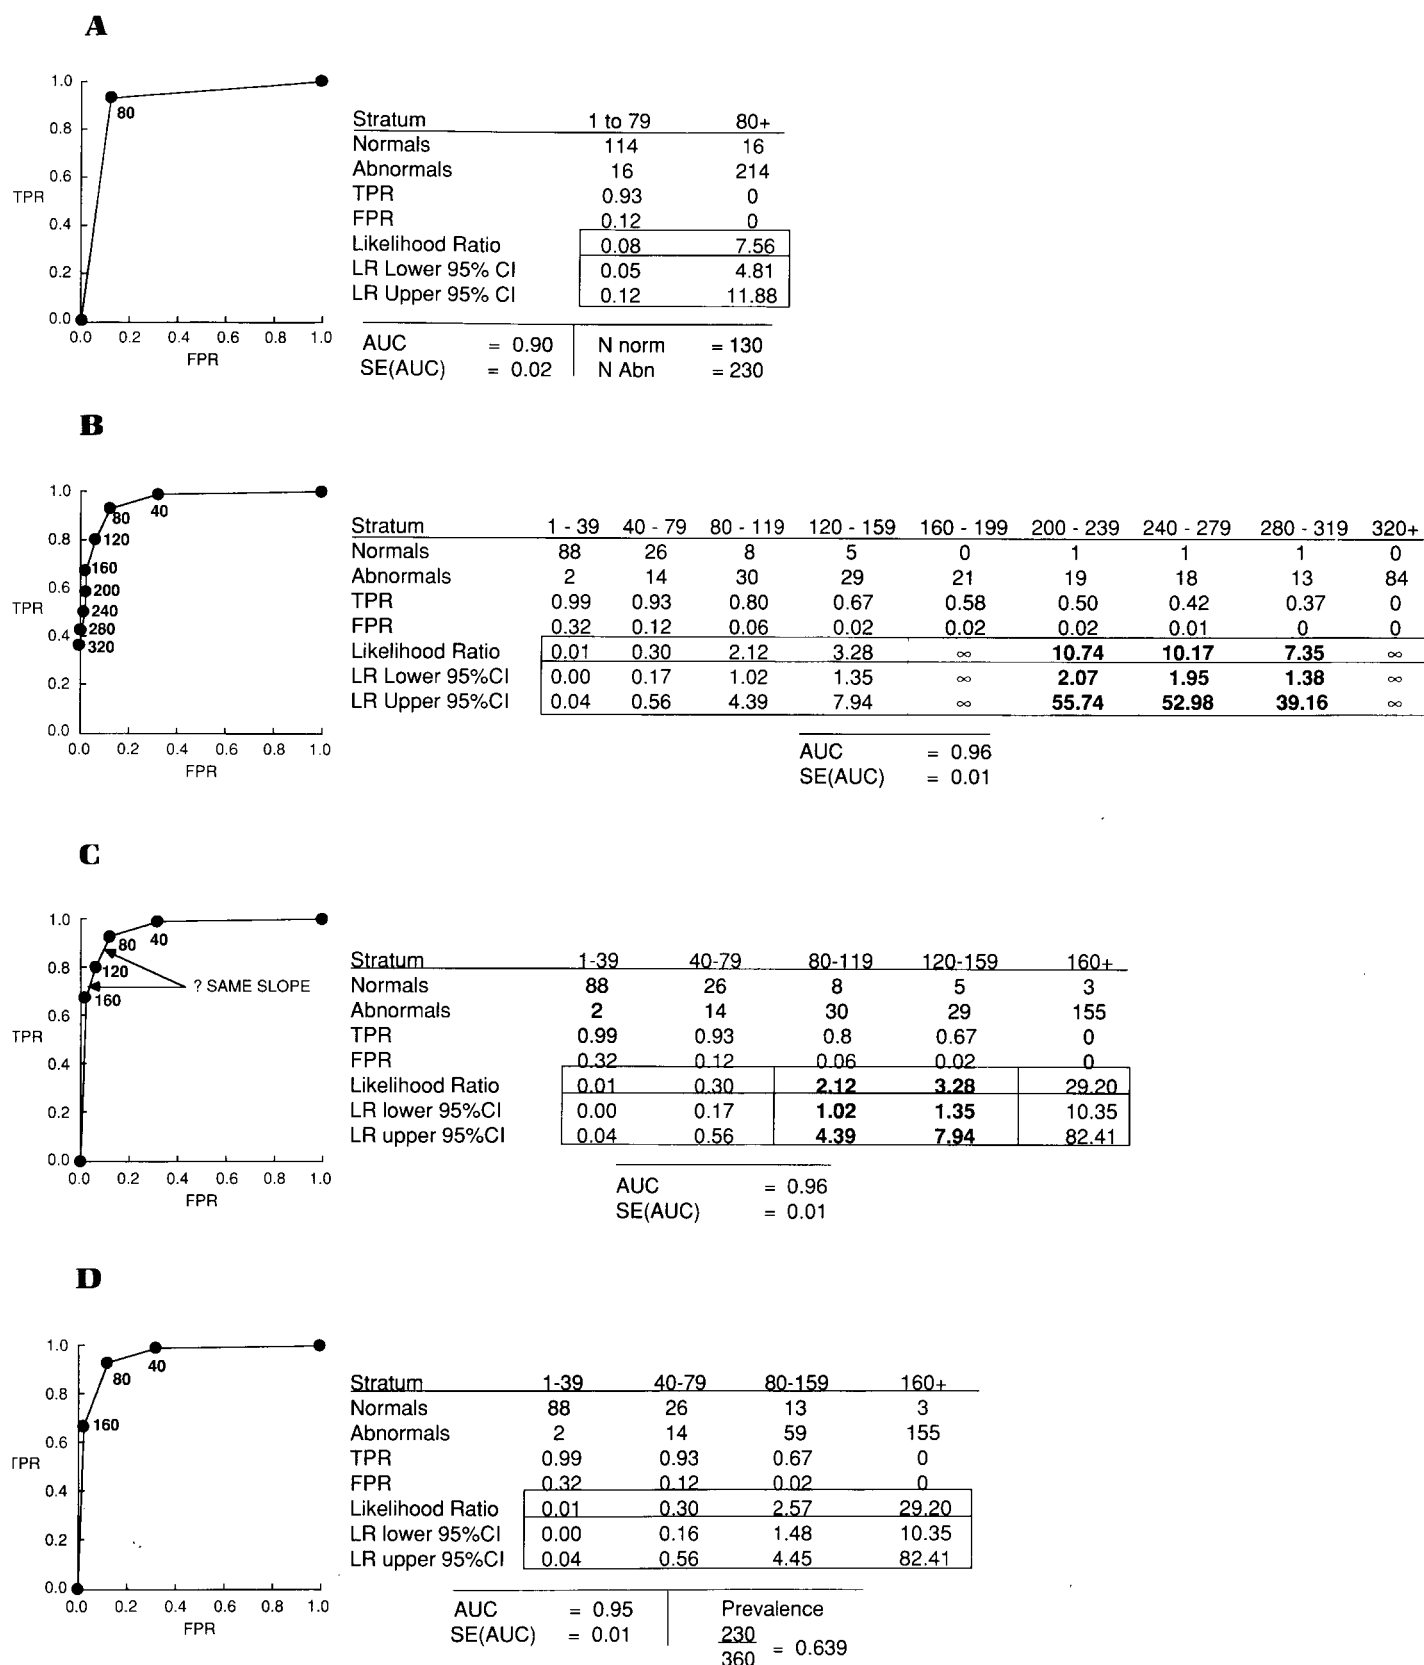 A
1.0
0.8
0.6
TPR
0.4
0.2
0.0
80
0.0 0.2 0.4 0.6 0.8 1.0
FPR
Stratum 1 to 79 80+
Normals 114 16
Abnormals 16 214
TPR 0.93 0
FPR 0.12 0
Likelihood Ratio 0.08 7.56
LR Lower 95% CI 0.05 4.81
LR Upper 95% CI 0.12 11.88
AUC = 0.90 N norm = 130
SE(AUC) = 0.02 N Abn = 230
B
1.0
0.8
0.6
TPR
0.4
0.2
0.0
80 40
120
160
200
240
280
320
0.0 0.2 0.4 0.6 0.8 1.0
FPR
Stratum 1 - 39 40 - 79 80 - 119 120 - 159 160 - 199 200 - 239 240 - 279 280 - 319 320+
Normals 88 26 8 5 0 1 1 1 0
Abnormals 2 14 30 29 21 19 18 13 84
TPR 0.99 0.93 0.80 0.67 0.58 0.50 0.42 0.37 0
FPR 0.32 0.12 0.06 0.02 0.02 0.02 0.01 0 0
Likelihood Ratio 0.01 0.30 2.12 3.28 ∞ 10.74 10.17 7.35 ∞
LR Lower 95%CI 0.00 0.17 1.02 1.35 ∞ 2.07 1.95 1.38 ∞
LR Upper 95%CI 0.04 0.56 4.39 7.94 ∞ 55.74 52.98 39.16 ∞
AUC = 0.96
SE(AUC) = 0.01
C
1.0
0.8
0.6
TPR
0.4
0.2
0.0
80 40
120
160
? SAME SLOPE
0.0 0.2 0.4 0.6 0.8 1.0
FPR
Stratum 1-39 40-79 80-119 120-159 160+
Normals 88 26 8 5 3
Abnormals 2 14 30 29 155
TPR 0.99 0.93 0.8 0.67 0
FPR 0.32 0.12 0.06 0.02 0
Likelihood Ratio 0.01 0.30 2.12 3.28 29.20
LR lower 95%CI 0.00 0.17 1.02 1.35 10.35
LR upper 95%CI 0.04 0.56 4.39 7.94 82.41
AUC = 0.96
SE(AUC) = 0.01
D
1.0
0.8
0.6
TPR
0.4
0.2
0.0
80 40
160
0.0 0.2 0.4 0.6 0.8 1.0
FPR
Stratum 1-39 40-79 80-159 160+
Normals 88 26 13 3
Abnormals 2 14 59 155
TPR 0.99 0.93 0.67 0
FPR 0.32 0.12 0.02 0
Likelihood Ratio 0.01 0.30 2.57 29.20
LR lower 95%CI 0.00 0.16 1.48 10.35
LR upper 95%CI 0.04 0.56 4.45 82.41
AUC = 0.95 Prevalence
SE(AUC) = 0.01 230
360 = 0.639